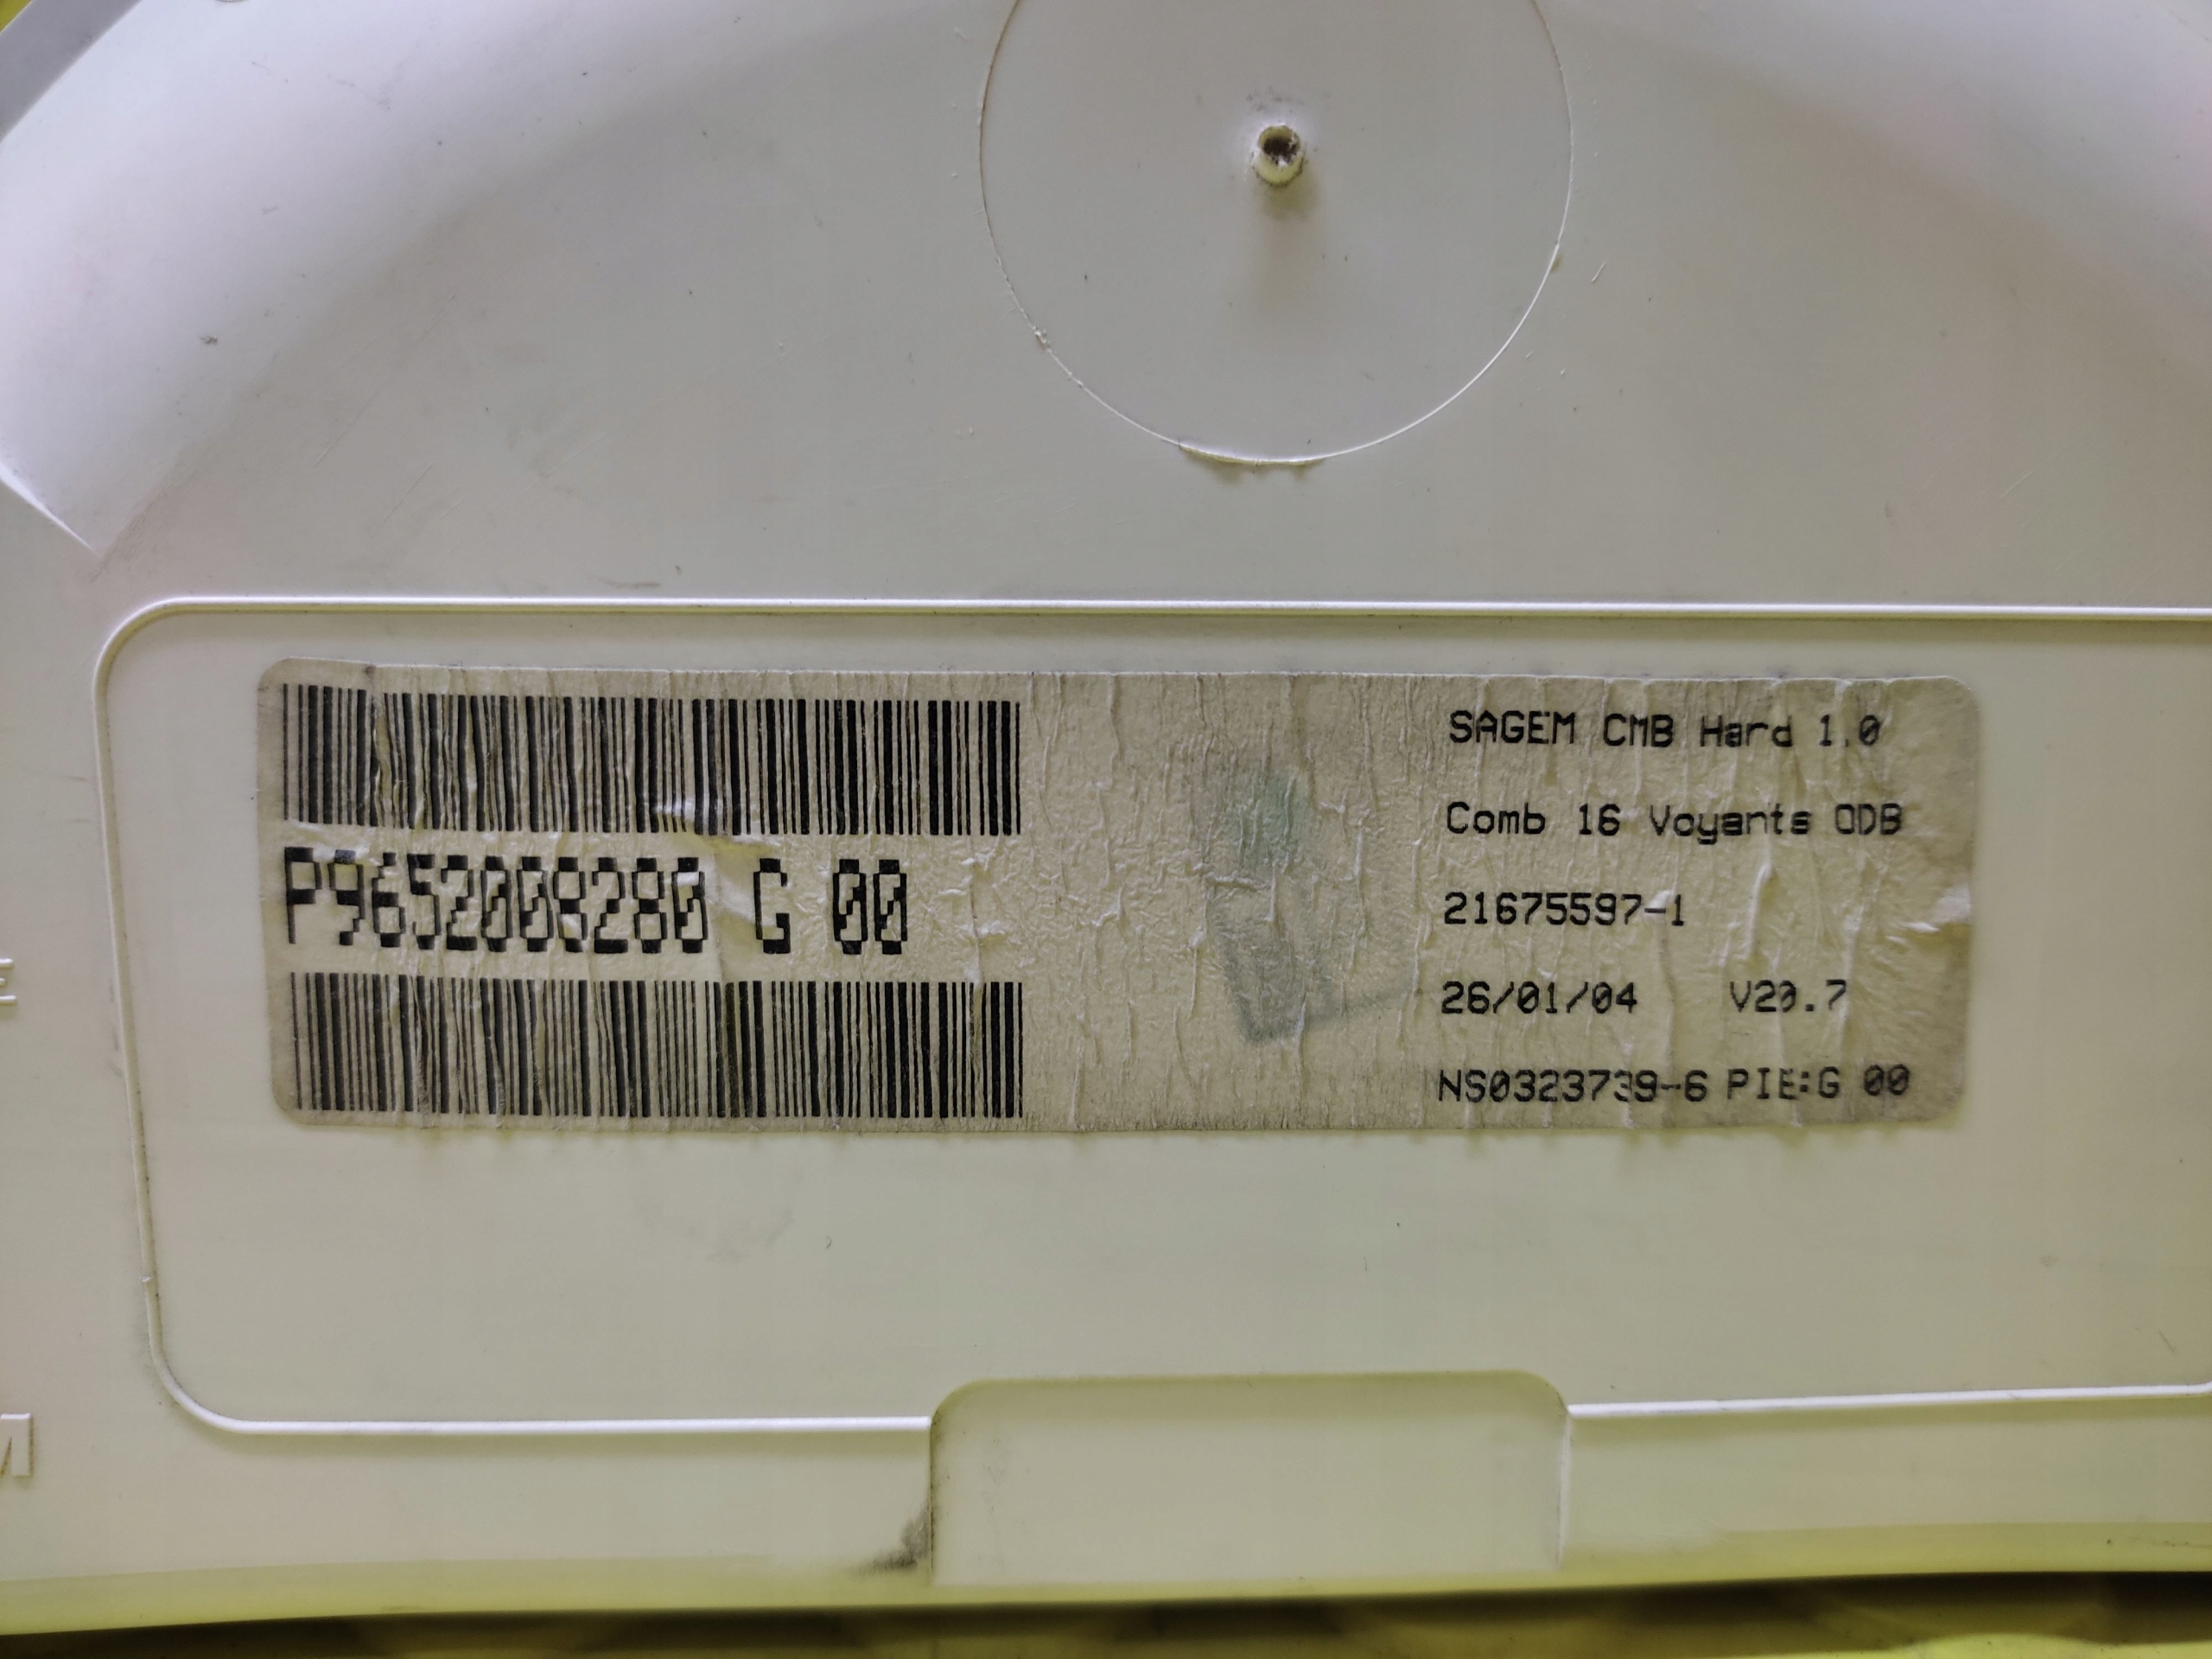 P9652008280 G 00
SAGEM CMB Hard 1.0
Comb 16 Voyants ODB
21675597-1
26/01/04 V20.7
NS0323739-6 PIE:G 00